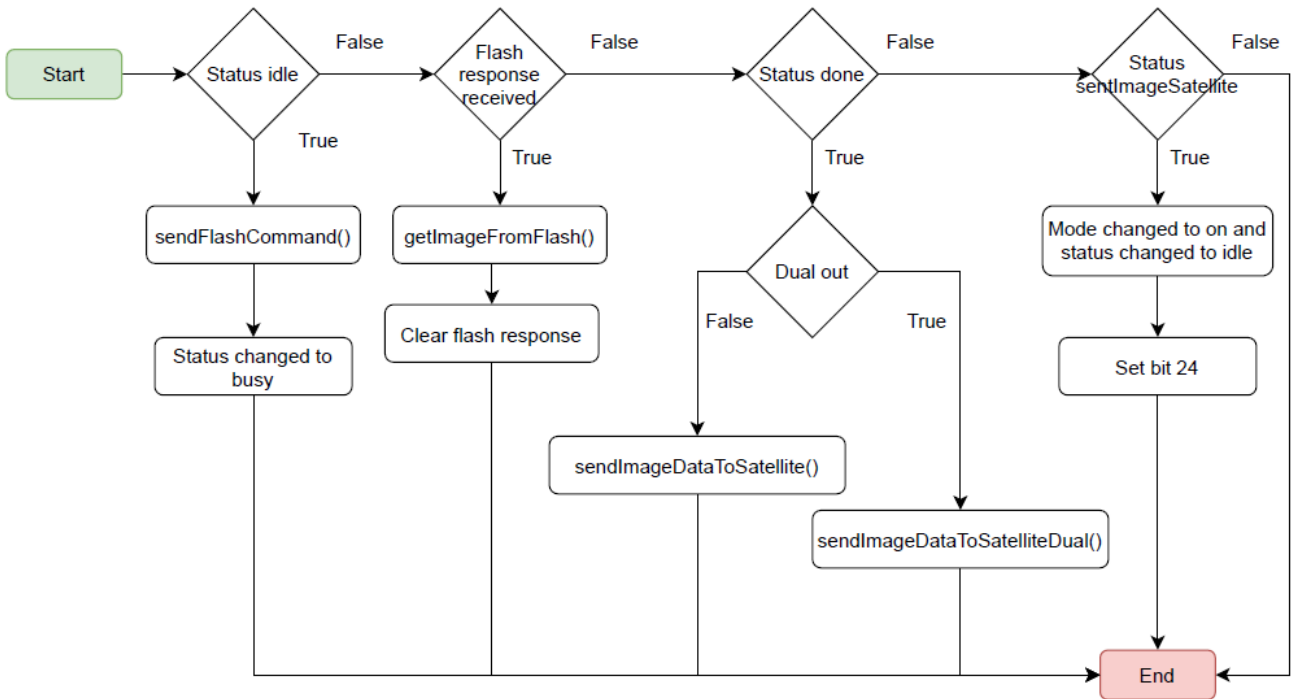 Start
Status idle
False
Flash
response
received
False
Status done
False
Status
sentImageSatellite
False
True
True
True
True
sendFlashCommand()
getImageFromFlash()
Dual out
Mode changed to on and
status changed to idle
Status changed to
busy
Clear flash response
False
True
Set bit 24
sendImageDataToSatellite()
sendImageDataToSatelliteDual()
End